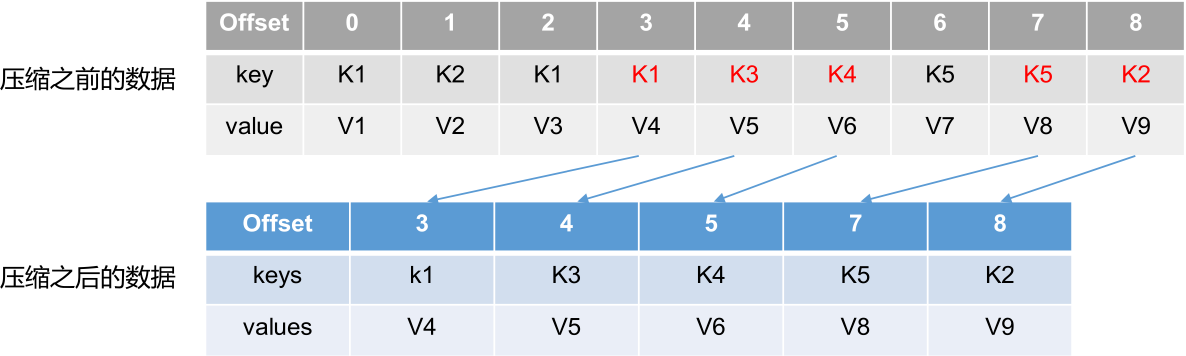 Offset 0 1 2 3 4 5 6 7 8
压缩之前的数据 key K1 K2 K1 K1 K3 K4 K5 K5 K2
value V1 V2 V3 V4 V5 V6 V7 V8 V9
Offset 3 4 5 7 8
压缩之后的数据 keys k1 K3 K4 K5 K2
values V4 V5 V6 V8 V9